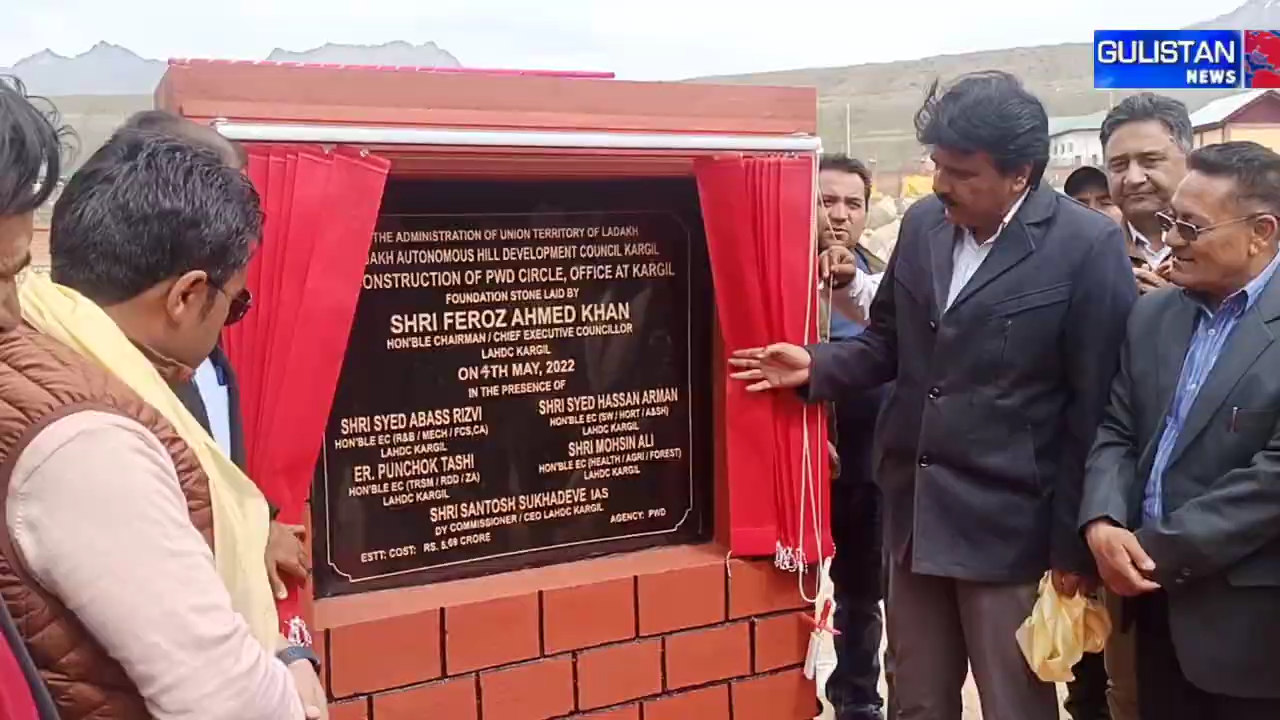 GULISTAN
NEWS
THE ADMINISTRATION OF UNION TERRITORY OF LADAKH
AUTONOMOUS HILL DEVELOPMENT COUNCIL KARGIL
CONSTRUCTION OF PWD CIRCLE, OFFICE AT KARGIL
FOUNDATION STONE LAID BY
SHRI FEROZ AHMED KHAN
HON'BLE CHAIRMAN / CHIEF EXECUTIVE COUNCILLOR
LAHDC KARGIL
ON 4TH MAY, 2022
IN THE PRESENCE OF
SHRI SYED ABASS RIZVI
HON'BLE EC (R&B / MECH / FCS,CA)
LAHDC KARGIL
ER. PUNCHOK TASHI
HON'BLE EC (TRSM / RDD / ZA)
LAHDC KARGIL
SHRI SYED HASSAN ARMAN
HON'BLE EC (SW / HORT / A&SH)
LAHDC KARGIL
SHRI MOHSIN ALI
HON'BLE EC (HEALTH / AGRI / FOREST)
LAHDC KARGIL
SHRI SANTOSH SUKHADEVE IAS
DY COMMISSIONER / CEO LAHDC KARGIL
AGENCY: PWD
ESTT: COST: RS. 5.69 CRORE